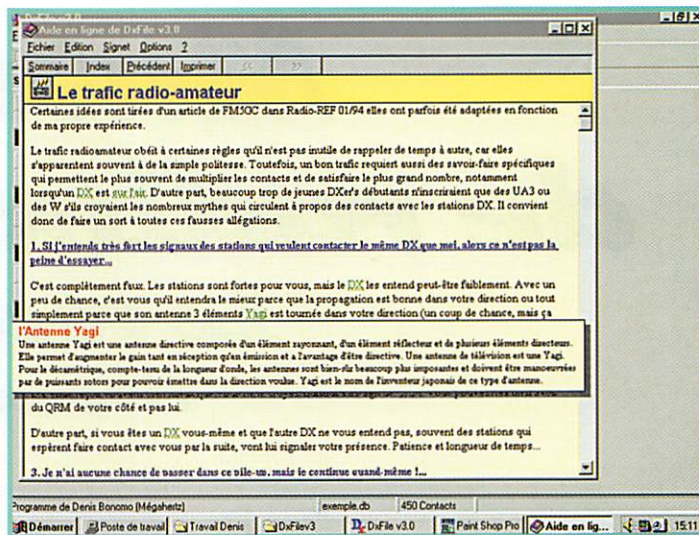 DxFile v3.0
Aide en ligne de DxFile v3.0
Fichier Edition Signet Options ?
Sommaire Index Précédent Imprimer << >>
Le trafic radio-amateur
Certaines idées sont tirées d'un article de FM5GC dans Radio-REF 01/94 elles ont parfois été adaptées en fonction
de ma propre expérience.
Le trafic radioamateur obéit à certaines règles qu'il n'est pas inutile de rappeler de temps à autre, car elles
s'apparentent souvent à de la simple politesse. Toutefois, un bon trafic requiert aussi des savoir-faire spécifiques
qui permettent le plus souvent de multiplier les contacts et de satisfaire le plus grand nombre, notamment
lorsqu'un DX est sur l'air. D'autre part, beaucoup trop de jeunes DXer's débutants n'inscriraient que des UA3 ou
des W s'ils croyaient les nombreux mythes qui circulent à propos des contacts avec les stations DX. Il convient
donc de faire un sort à toutes ces fausses allégations.
1. Si j'entends très fort les signaux des stations qui veulent contacter le même DX que moi, alors ce n'est pas la
peine d'essayer...
C'est complètement faux. Les stations sont fortes pour vous, mais le DX les entend peut-être faiblement. Avec un
peu de chance, c'est vous qu'il entendra le mieux parce que la propagation est bonne dans votre direction ou tout
simplement parce que son antenne 3 éléments Yagi est tournée dans votre direction (un coup de chance, mais ça
l'Antenne Yagi
Une antenne Yagi est une antenne directive composée d'un élément rayonnant, d'un élément réflecteur et de plusieurs éléments directeurs.
Elle permet d'augmenter le gain tant en réception qu'en émission et a l'avantage d'être directive. Une antenne de télévision est une Yagi.
Pour le décamétrique, compte-tenu de la longueur d'onde, les antennes sont bien-sûr beaucoup plus imposantes et doivent être manoeuvrées
par de puissants rotors pour pouvoir émettre dans la direction voulue. Yagi est le nom de l'inventeur japonais de ce type d'antenne.
du QRM de votre côté et pas lui.
D'autre part, si vous êtes un DX vous-même et que l'autre DX ne vous entend pas, souvent des stations qui
espèrent faire contact avec vous par la suite, vont lui signaler votre présence. Patience et longueur de temps...
3. Je n'ai aucune chance de passer dans ce pile-up, mais je continue quand-même !...
Programme de Denis Bonomo (Mégahertz) exemple.db 450 Contacts
Démarrer Poste de travail Travail Denis DxFilev3 DxFile v3.0 Paint Shop Pro Aide en lig... 15:11